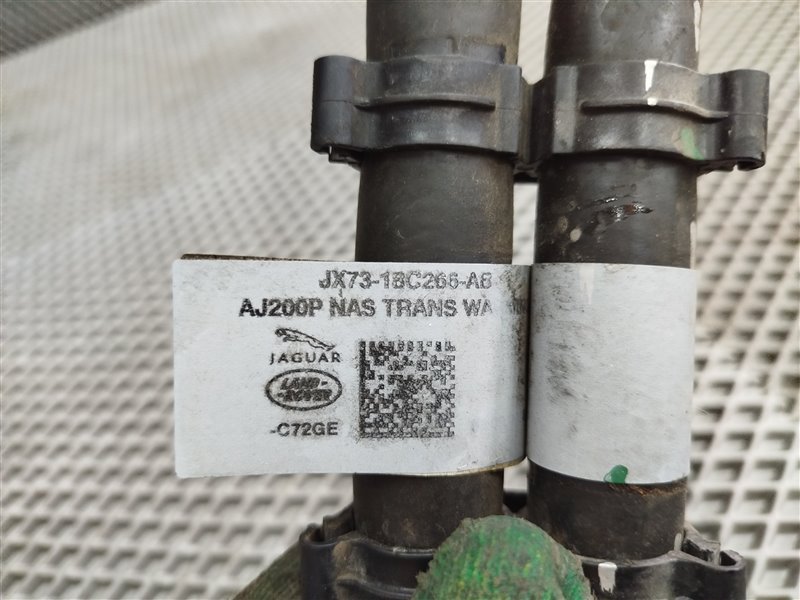 JX73-18C266-AB
AJ200P NAS TRANS WA
JAGUAR
LAND-
-ROVER
-C72GE